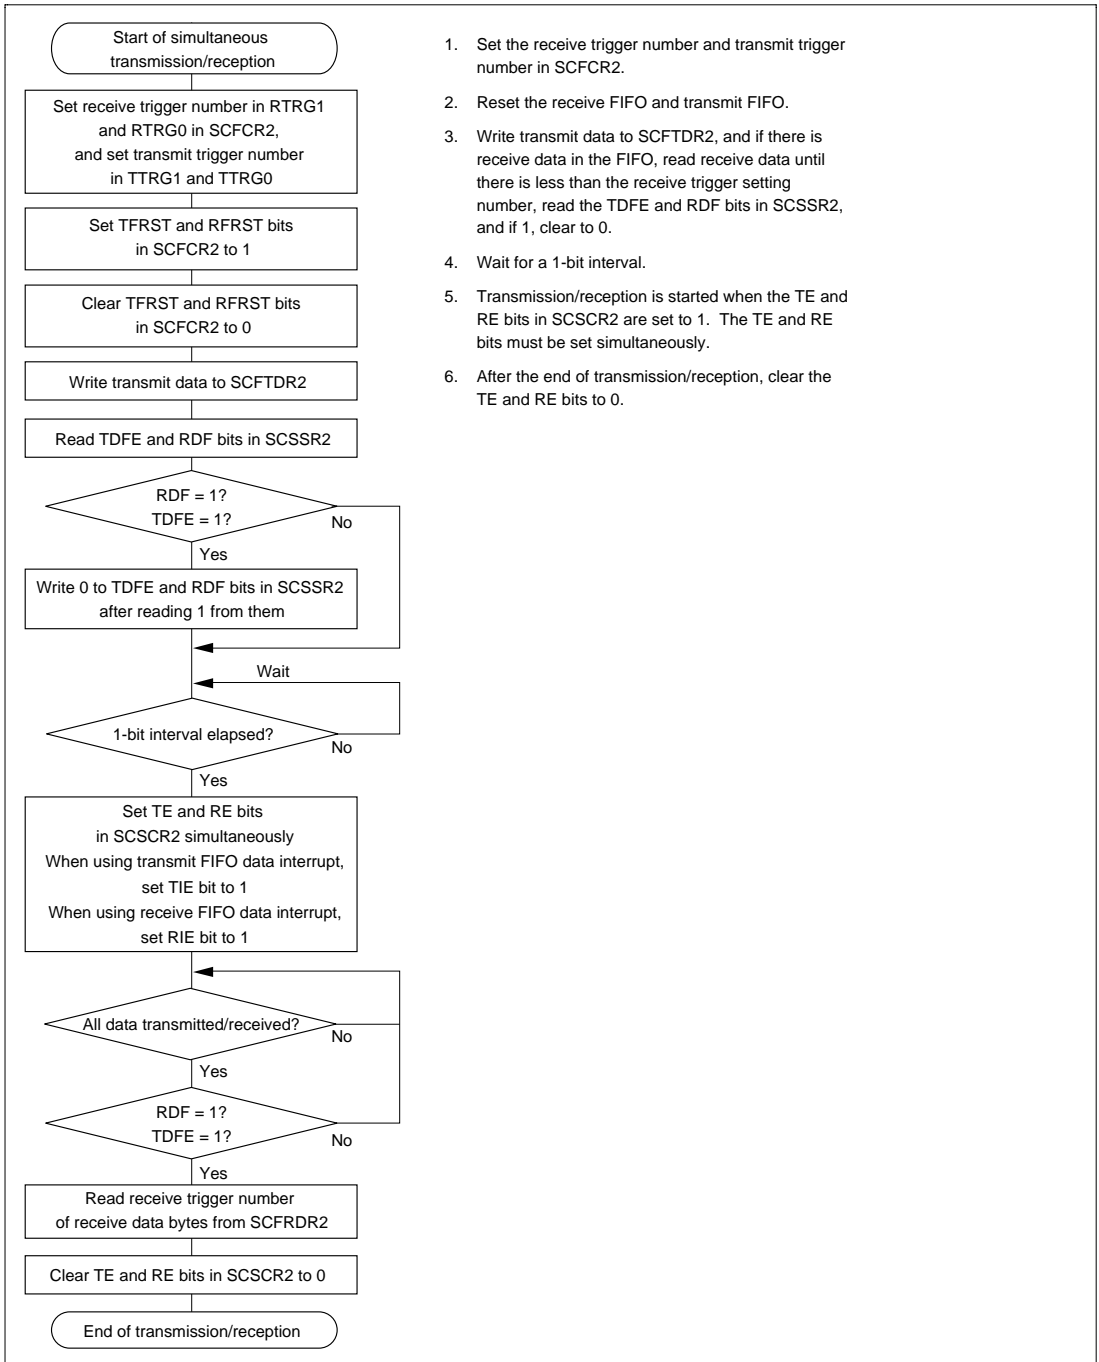 Start of simultaneous
transmission/reception
Set receive trigger number in RTRG1
and RTRG0 in SCFCR2,
and set transmit trigger number
in TTRG1 and TTRG0
Set TFRST and RFRST bits
in SCFCR2 to 1
Clear TFRST and RFRST bits
in SCFCR2 to 0
Write transmit data to SCFTDR2
Read TDFE and RDF bits in SCSSR2
RDF = 1?
TDFE = 1?
No
Yes
Write 0 to TDFE and RDF bits in SCSSR2
after reading 1 from them
Wait
1-bit interval elapsed?
No
Yes
Set TE and RE bits
in SCSCR2 simultaneously
When using transmit FIFO data interrupt,
set TIE bit to 1
When using receive FIFO data interrupt,
set RIE bit to 1
All data transmitted/received?
No
Yes
RDF = 1?
TDFE = 1?
No
Yes
Read receive trigger number
of receive data bytes from SCFRDR2
Clear TE and RE bits in SCSCR2 to 0
End of transmission/reception
1. Set the receive trigger number and transmit trigger
number in SCFCR2.
2. Reset the receive FIFO and transmit FIFO.
3. Write transmit data to SCFTDR2, and if there is
receive data in the FIFO, read receive data until
there is less than the receive trigger setting
number, read the TDFE and RDF bits in SCSSR2,
and if 1, clear to 0.
4. Wait for a 1-bit interval.
5. Transmission/reception is started when the TE and
RE bits in SCSCR2 are set to 1. The TE and RE
bits must be set simultaneously.
6. After the end of transmission/reception, clear the
TE and RE bits to 0.